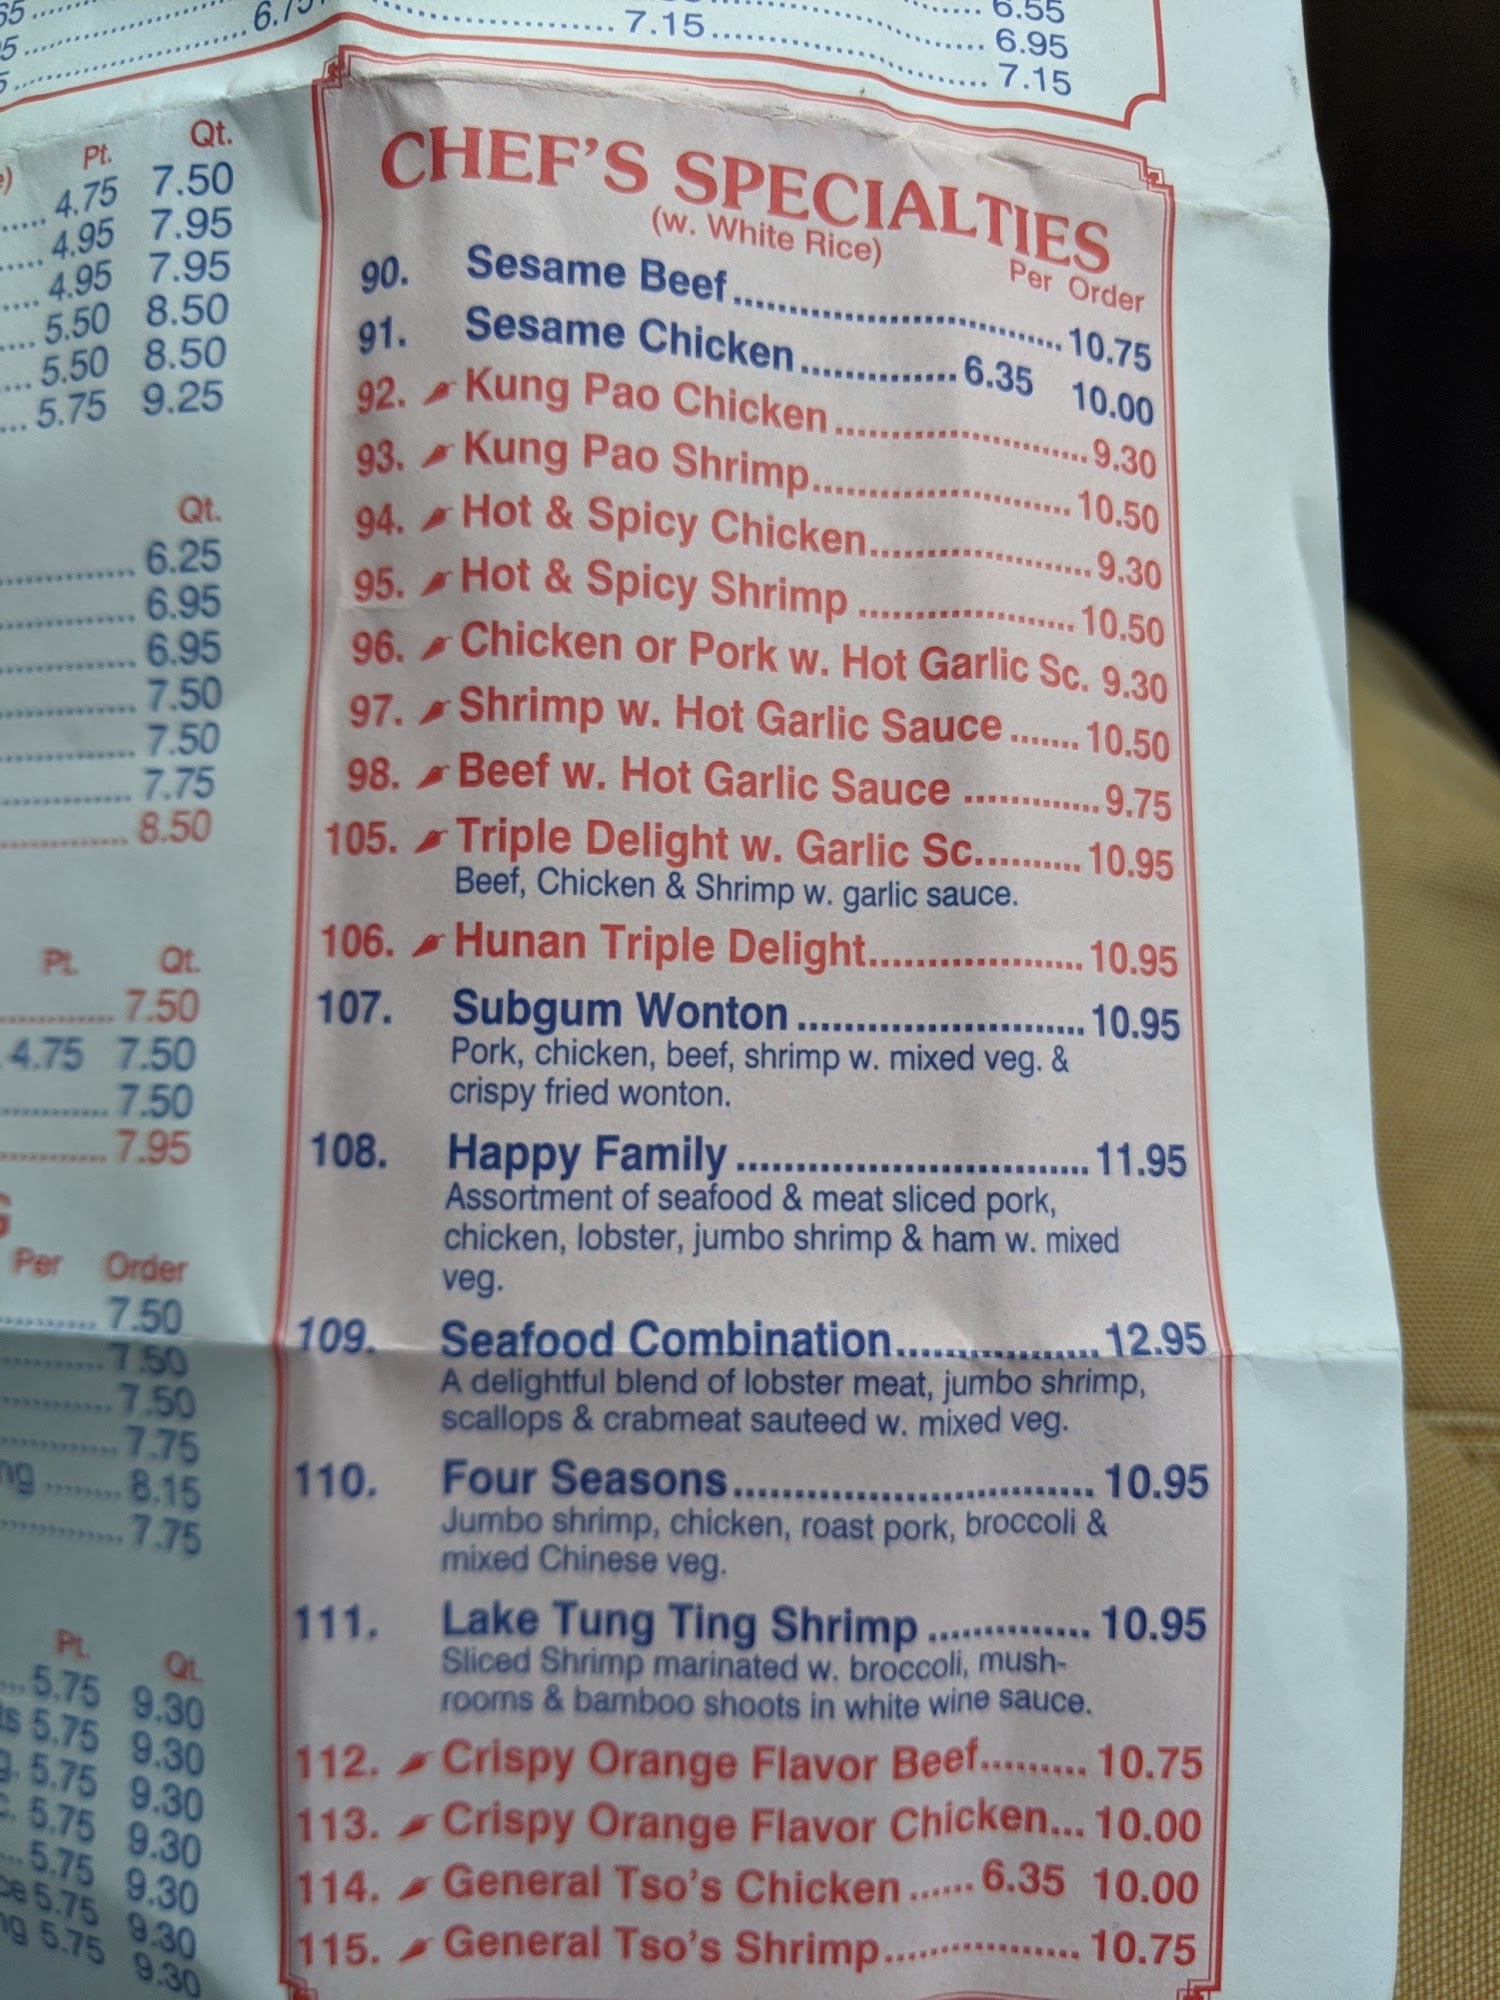 6.55
6.75 7.15 6.95
7.15
Pt. Qt.
4.75 7.50
4.95 7.95
4.95 7.95
5.50 8.50
5.50 8.50
5.75 9.25
Qt.
6.25
6.95
6.95
7.50
7.50
7.75
8.50
Pt. Qt.
7.50
4.75 7.50
7.50
7.95
Per Order
7.50
7.50
7.50
7.75
8.15
7.75
Pt. Qt.
5.75 9.30
5.75 9.30
5.75 9.30
5.75 9.30
5.75 9.30
5.75 9.30
5.75 9.30
CHEF'S SPECIALTIES
(w. White Rice)
Per Order
90. Sesame Beef 10.75
91. Sesame Chicken 6.35 10.00
92. Kung Pao Chicken 9.30
93. Kung Pao Shrimp 10.50
94. Hot & Spicy Chicken 9.30
95. Hot & Spicy Shrimp 10.50
96. Chicken or Pork w. Hot Garlic Sc. 9.30
97. Shrimp w. Hot Garlic Sauce 10.50
98. Beef w. Hot Garlic Sauce 9.75
105. Triple Delight w. Garlic Sc. 10.95
Beef, Chicken & Shrimp w. garlic sauce.
106. Hunan Triple Delight 10.95
107. Subgum Wonton 10.95
Pork, chicken, beef, shrimp w. mixed veg. &
crispy fried wonton.
108. Happy Family 11.95
Assortment of seafood & meat sliced pork,
chicken, lobster, jumbo shrimp & ham w. mixed
veg.
109. Seafood Combination 12.95
A delightful blend of lobster meat, jumbo shrimp,
scallops & crabmeat sauteed w. mixed veg.
110. Four Seasons 10.95
Jumbo shrimp, chicken, roast pork, broccoli &
mixed Chinese veg.
111. Lake Tung Ting Shrimp 10.95
Sliced Shrimp marinated w. broccoli, mush-
rooms & bamboo shoots in white wine sauce.
112. Crispy Orange Flavor Beef 10.75
113. Crispy Orange Flavor Chicken 10.00
114. General Tso's Chicken 6.35 10.00
115. General Tso's Shrimp 10.75